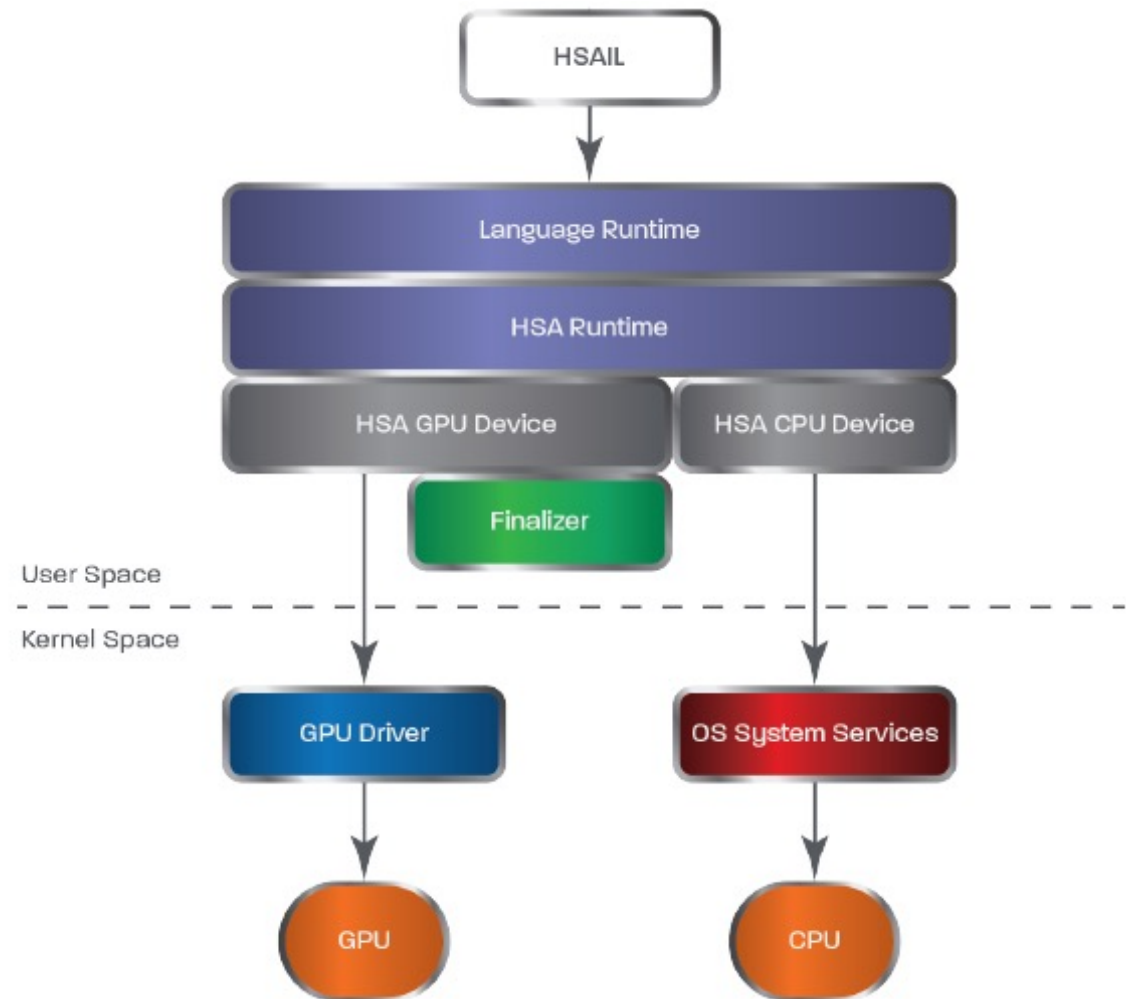 HSAIL
Language Runtime
HSA Runtime
HSA GPU Device
HSA CPU Device
Finalizer
User Space
Kernel Space
GPU Driver
OS System Services
GPU
CPU